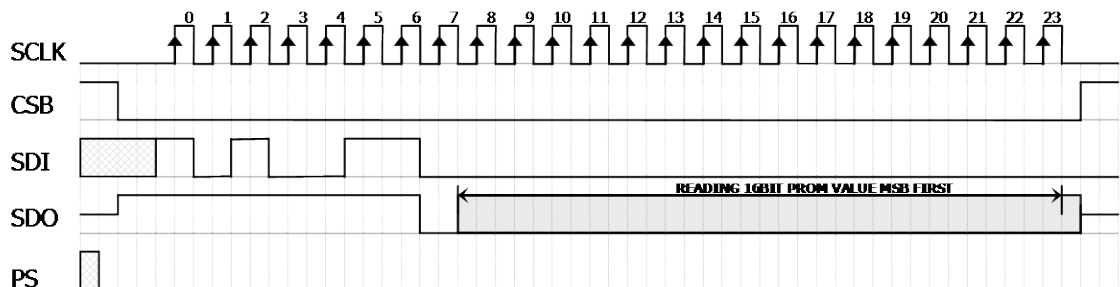 0 1 2 3 4 5 6 7 8 9 10 11 12 13 14 15 16 17 18 19 20 21 22 23
SCLK
CSB
SDI
READING 16BIT PROM VALUE MSB FIRST
SDO
PS